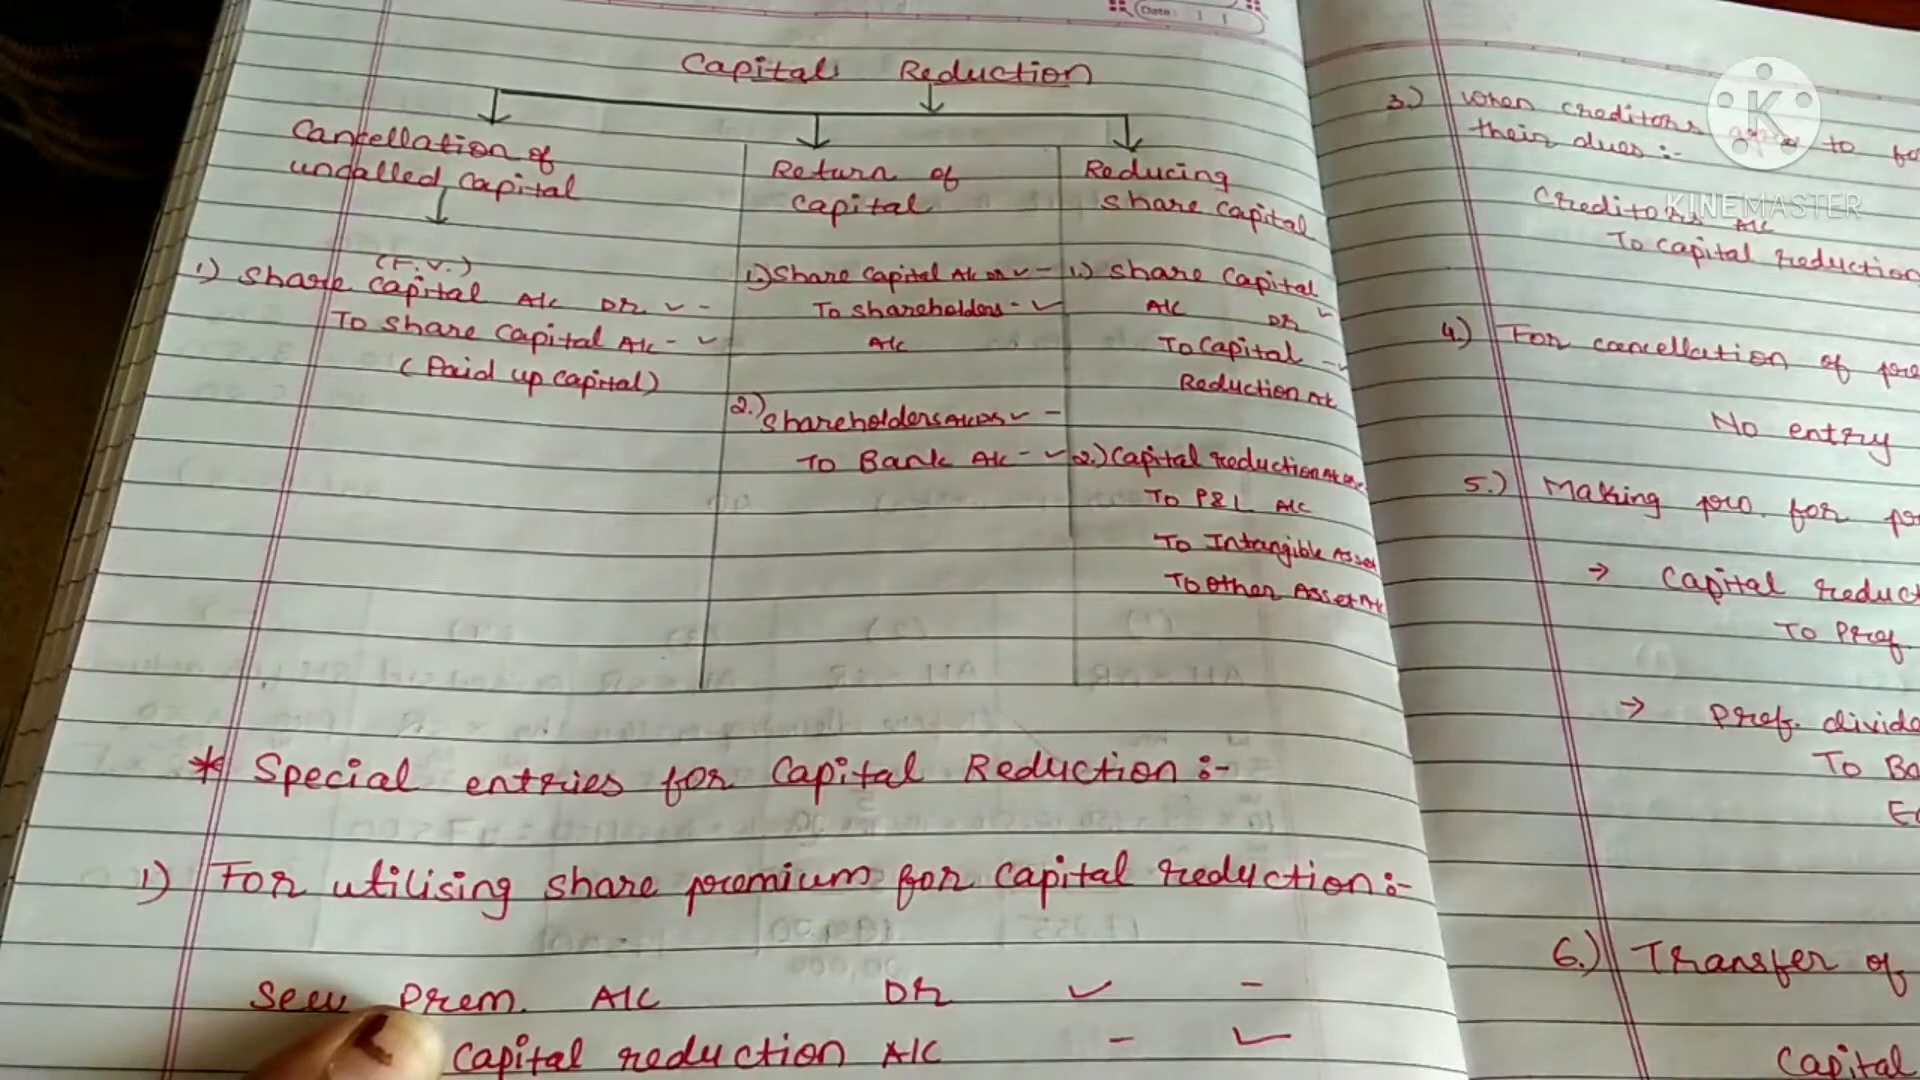 Date:
Capital Reduction
Cancellation of
uncalled capital
(F.V.)
1) Share capital A/c DR ✓ -
To share capital A/c - ✓
(Paid up capital)
Return of
capital
1.) Share capital A/c DR ✓ -
To shareholders - ✓
A/c
2.) Shareholders A/c DR ✓ -
To Bank A/c - ✓
Reducing
share capital
1.) share capital ✓
A/c DR
To Capital - ✓
Reduction A/c
2.) Capital reduction A/c
To P&L A/c
To Intangible Asset
To other Asset A/c
* Special entries for Capital Reduction :-
1) For utilising share premium for capital reduction :-
Prem. A/c DR ✓ -
Capital reduction A/c - ✓
3.) When creditors agree to
their dues :-
Creditors A/c
To capital reduction
4.) For cancellation of
No entry
5.) Making pro. for
→ Capital
To Pref.
→ Pref.
To
6.) Transfer of
Capital
K
KINEMASTER